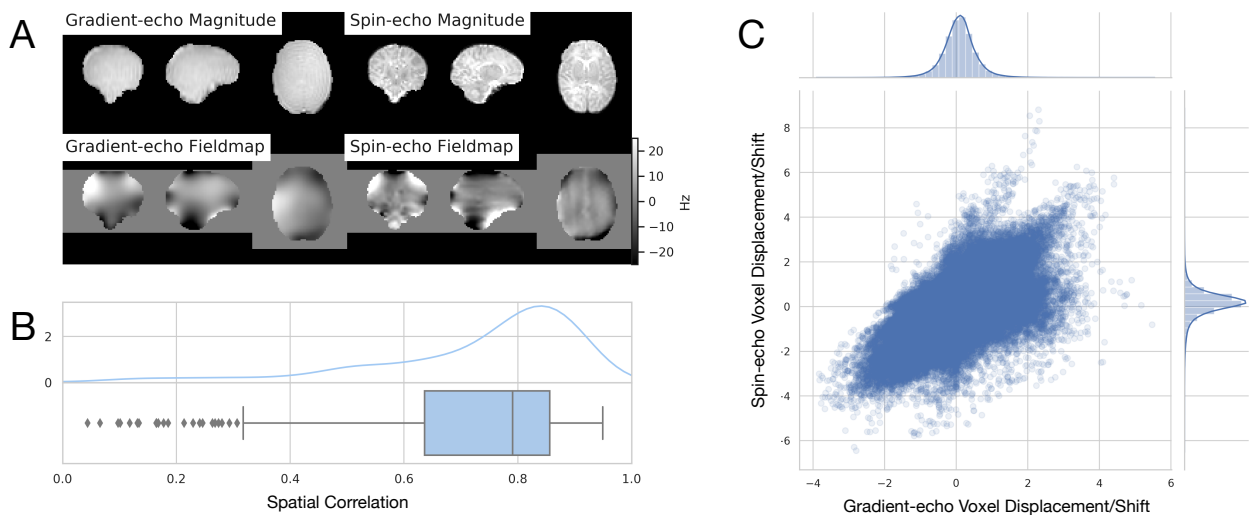 A
Gradient-echo Magnitude
Spin-echo Magnitude
Gradient-echo Fieldmap
Spin-echo Fieldmap
20
10
0
−10
−20
Hz
B
2
0
0.0 0.2 0.4 0.6 0.8 1.0
Spatial Correlation
C
8
6
4
2
0
-2
-4
-6
Spin-echo Voxel Displacement/Shift
−4 −2 0 2 4 6
Gradient-echo Voxel Displacement/Shift